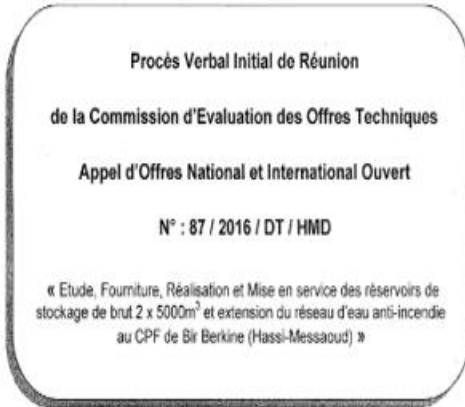 Procès Verbal Initial de Réunion
de la Commission d'Evaluation des Offres Techniques
Appel d'Offres National et International Ouvert
N° : 87 / 2016 / DT / HMD
« Etude, Fourniture, Réalisation et Mise en service des réservoirs de
stockage de brut 2 x 5000m³ et extension du réseau d'eau anti-incendie
au CPF de Bir Berkine (Hassi-Messaoud) »